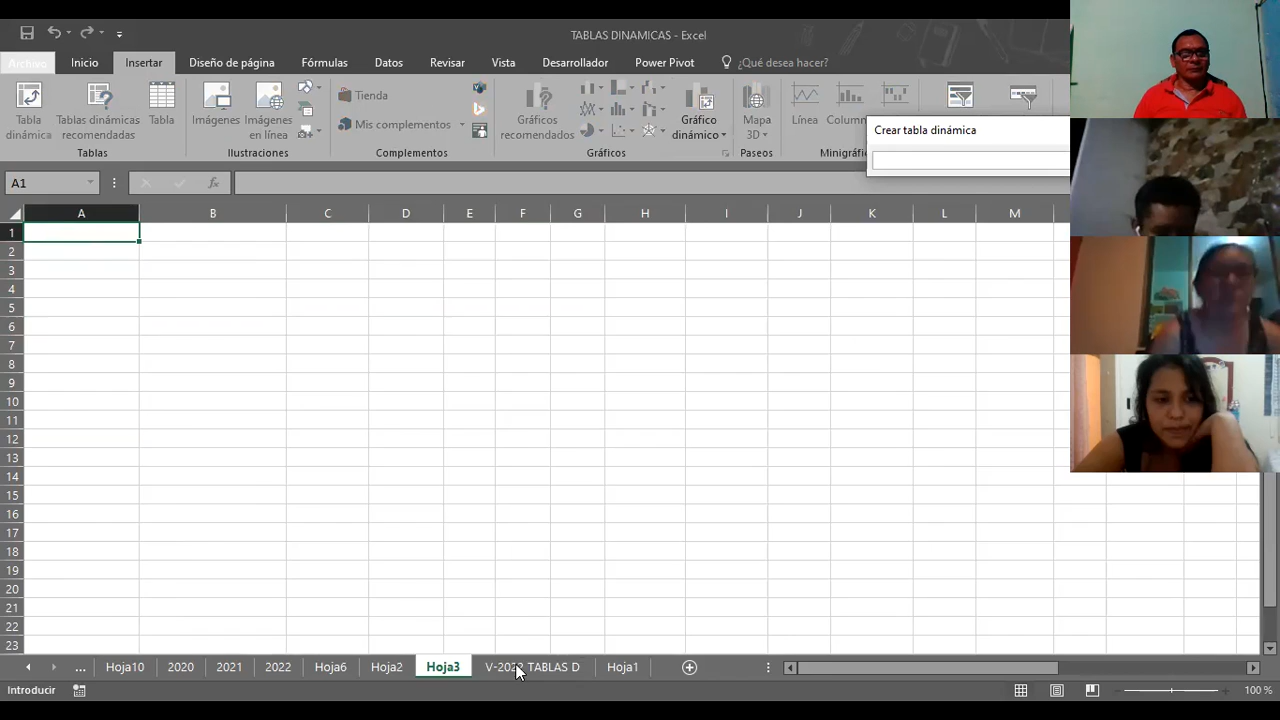 TABLAS DINAMICAS - Excel
Archivo Inicio Insertar Diseño de página Fórmulas Datos Revisar Vista Desarrollador Power Pivot ¿Qué desea hacer?
Tabla dinámica
Tablas dinámicas recomendadas
Tabla
Tablas
Imágenes
Imágenes en línea
Ilustraciones
Tienda
Mis complementos
Complementos
Gráficos recomendados
Gráfico dinámico
Gráficos
Mapa 3D
Paseos
Línea
Columna
Crear tabla dinámica
A1
fx
A B C D E F G H I J K L M
1
2
3
4
5
6
7
8
9
10
11
12
13
14
15
16
17
18
19
20
21
22
23
... Hoja10 2020 2021 2022 Hoja6 Hoja2 Hoja3 TABLAS D Hoja1
Introducir
100 %